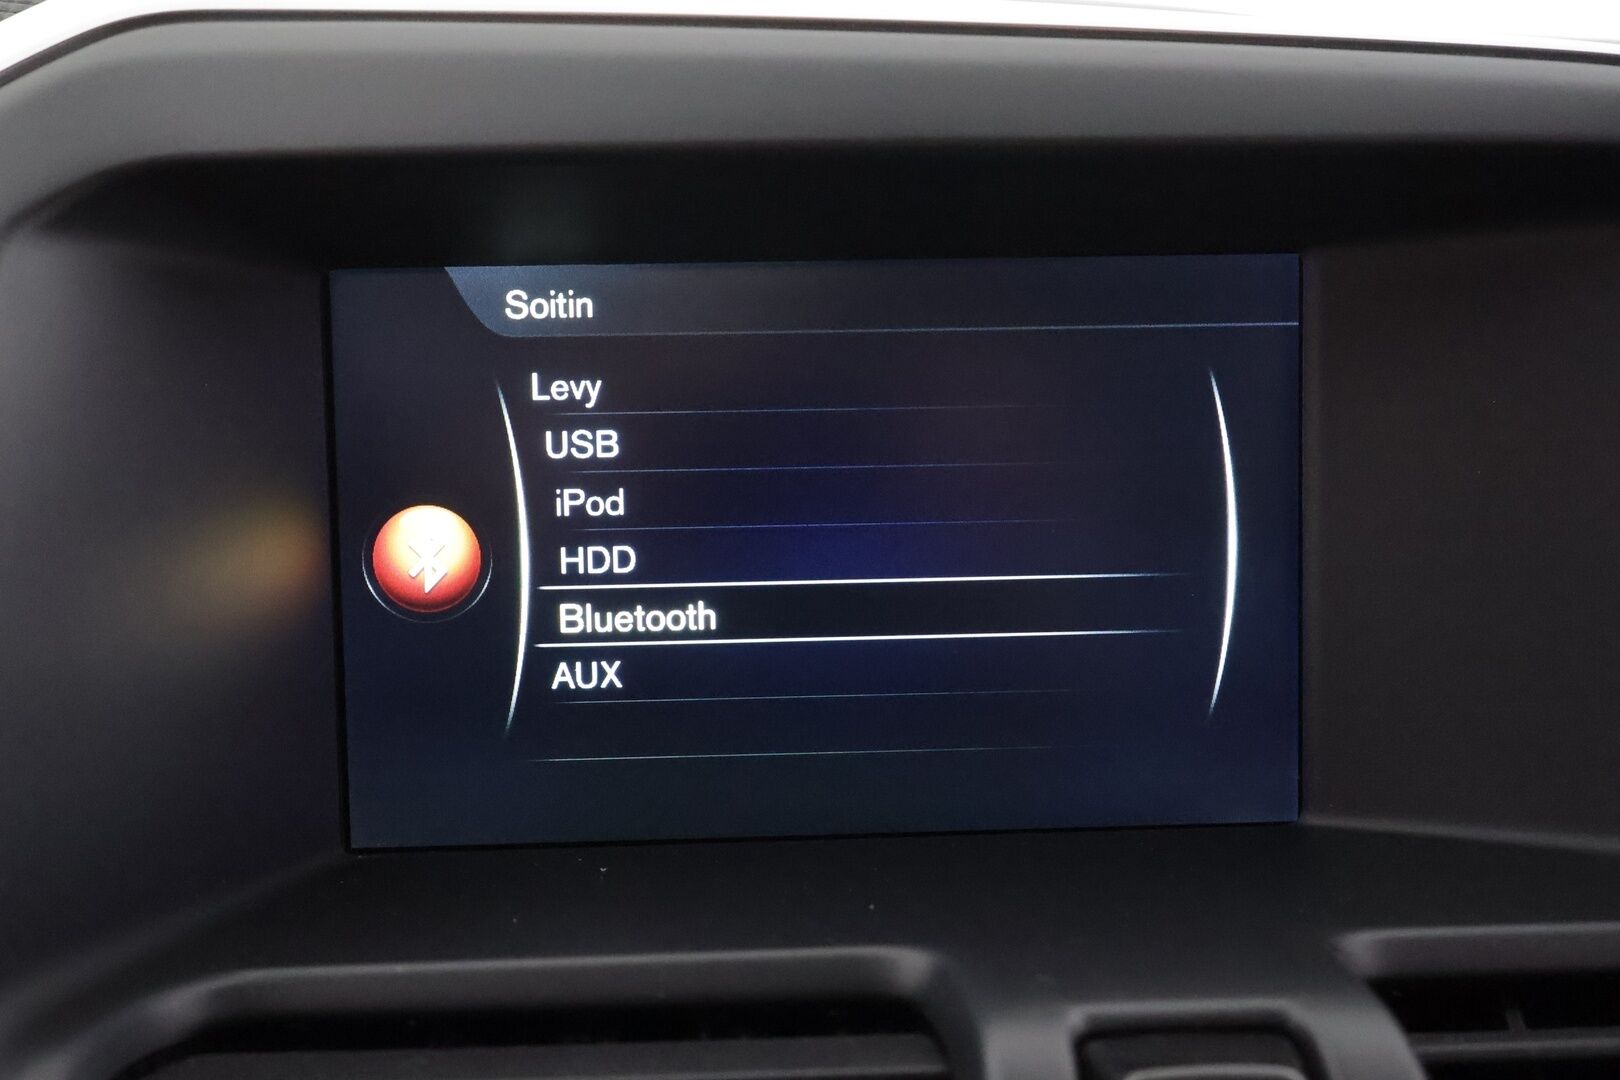 Soitin
Levy
USB
iPod
HDD
Bluetooth
AUX